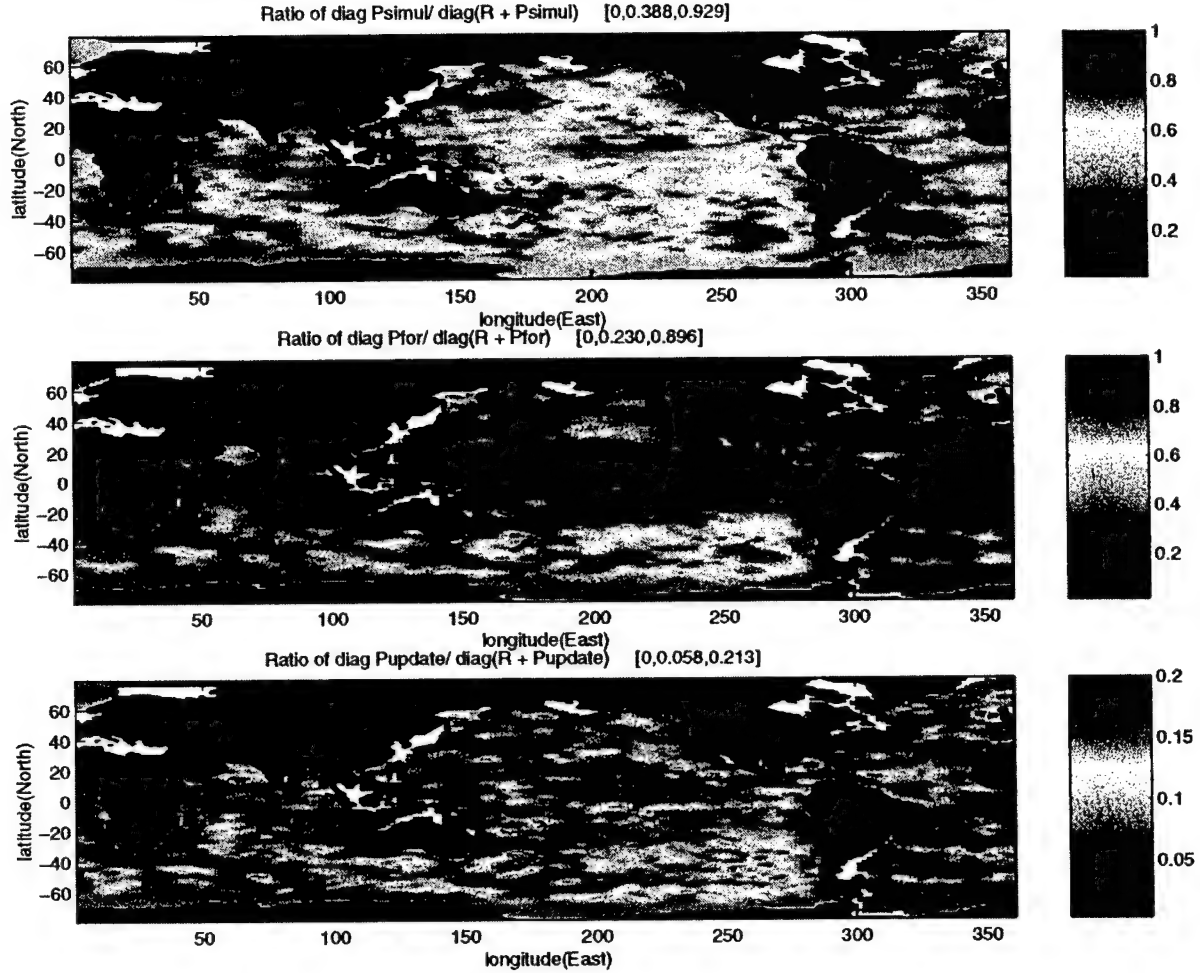 Ratio of diag Psimul/ diag(R + Psimul) [0,0.388,0.929]
latitude(North)
60
40
20
0
−20
−40
−60
50 100 150 200 250 300 350
longitude(East)
1
0.8
0.6
0.4
0.2
Ratio of diag Pfor/ diag(R + Pfor) [0,0.230,0.896]
latitude(North)
60
40
20
0
−20
−40
−60
50 100 150 200 250 300 350
longitude(East)
1
0.8
0.6
0.4
0.2
Ratio of diag Pupdate/ diag(R + Pupdate) [0,0.058,0.213]
latitude(North)
60
40
20
0
−20
−40
−60
50 100 150 200 250 300 350
longitude(East)
0.2
0.15
0.1
0.05